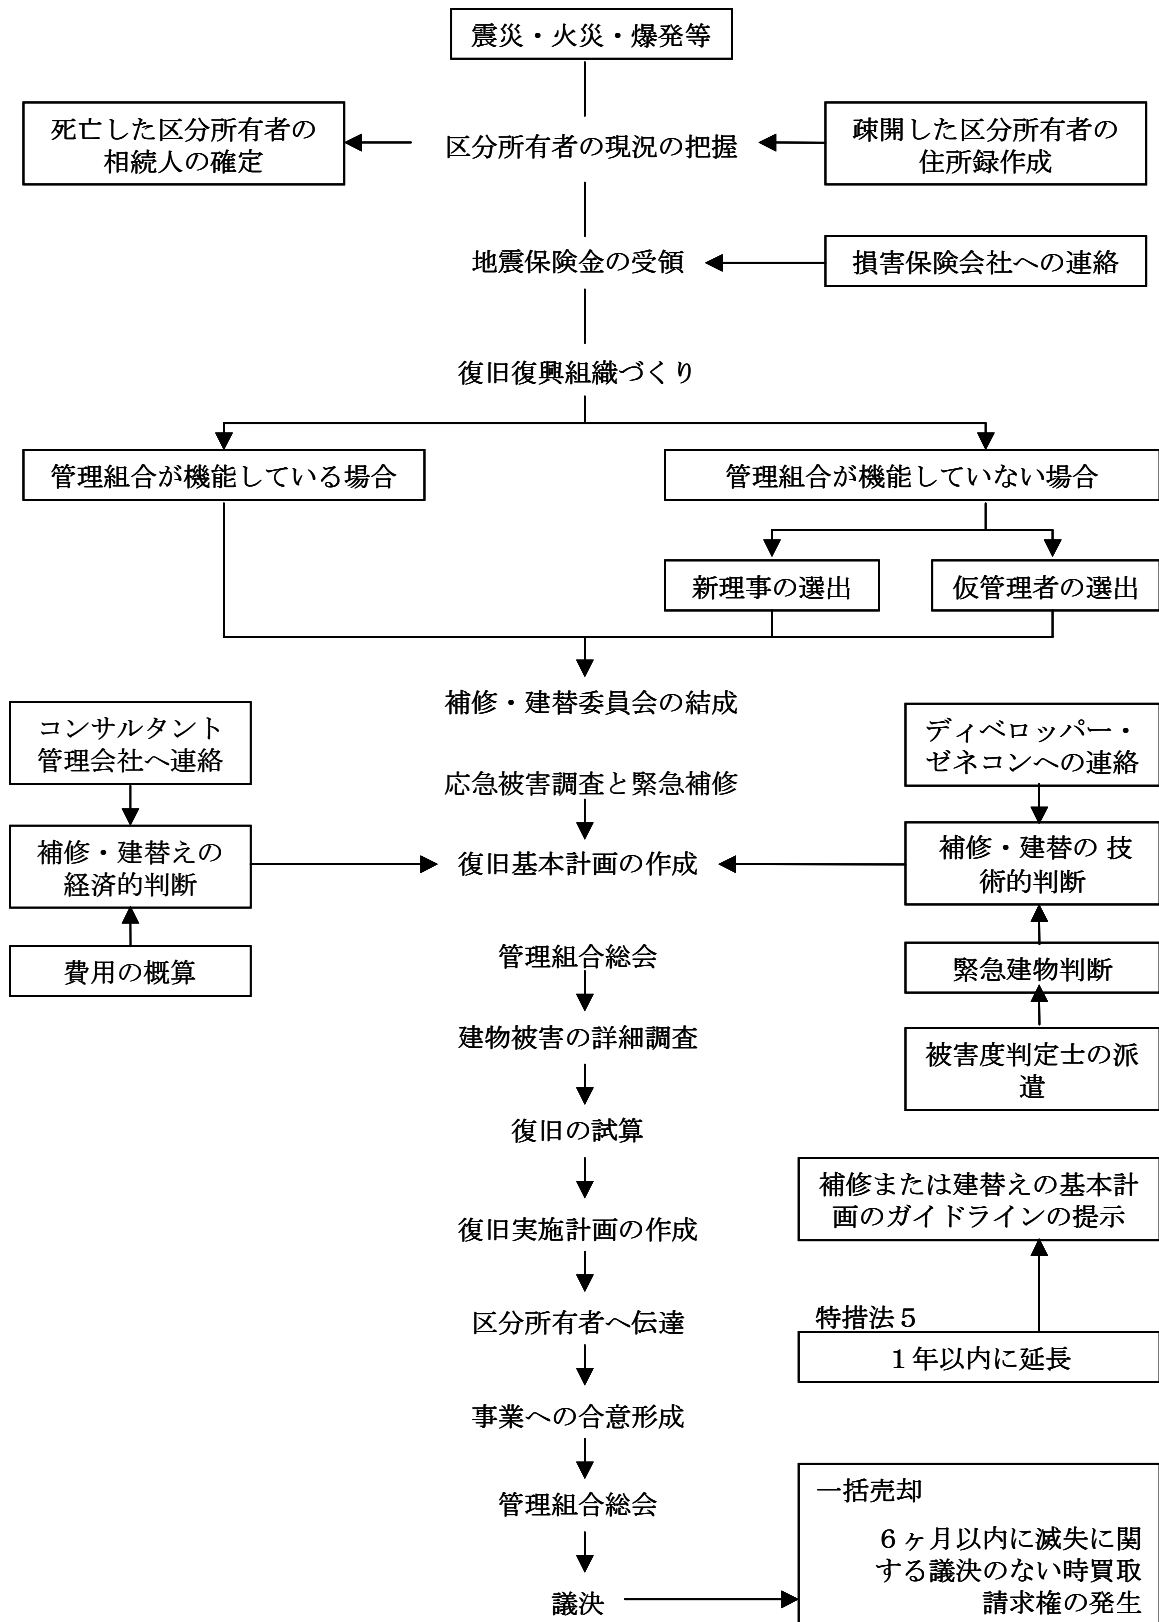 震災・火災・爆発等
死亡した区分所有者の
相続人の確定
区分所有者の現況の把握
疎開した区分所有者の
住所録作成
地震保険金の受領
損害保険会社への連絡
復旧復興組織づくり
管理組合が機能している場合
管理組合が機能していない場合
新理事の選出
仮管理者の選出
補修・建替委員会の結成
コンサルタント
管理会社へ連絡
ディベロッパー・
ゼネコンへの連絡
応急被害調査と緊急補修
補修・建替えの
経済的判断
復旧基本計画の作成
補修・建替の 技
術的判断
費用の概算
管理組合総会
緊急建物判断
建物被害の詳細調査
被害度判定士の派
遣
復旧の試算
補修または建替えの基本計
画のガイドラインの提示
復旧実施計画の作成
区分所有者へ伝達
特措法５
１年以内に延長
事業への合意形成
管理組合総会
一括売却
６ヶ月以内に滅失に関
する議決のない時買取
請求権の発生
議決